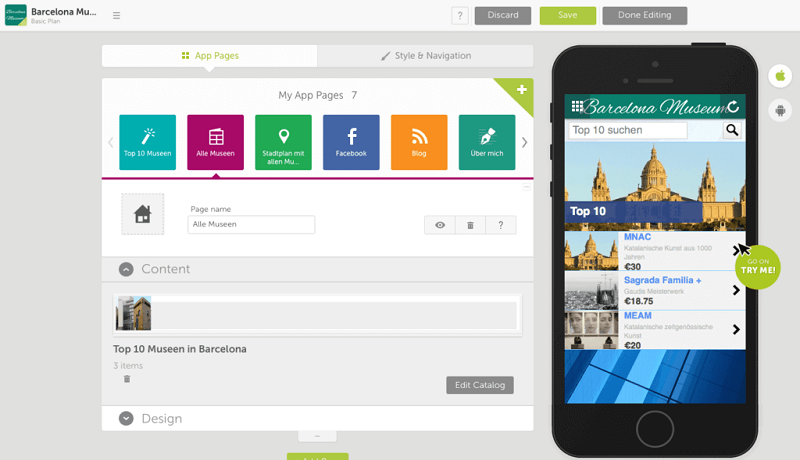 Barcelona Mu...
Basic Plan
?
Discard
Save
Done Editing
App Pages
Style & Navigation
My App Pages 7
Top 10 Museen
Alle Museen
Stadtplan mit
allen Mu...
Facebook
Blog
Über mich
Page name
Alle Museen
?
Content
Top 10 Museen in Barcelona
3 items
Edit Catalog
Design
Barcelona Museum
Top 10 suchen
Top 10
MNAC
Katalanische Kunst aus 1000
Jahren
€30
Sagrada Familia +
Gaudis Meisterwerk
€18.75
MEAM
Katalanische zeitgenössische
Kunst
€20
GO ON
TRY ME!